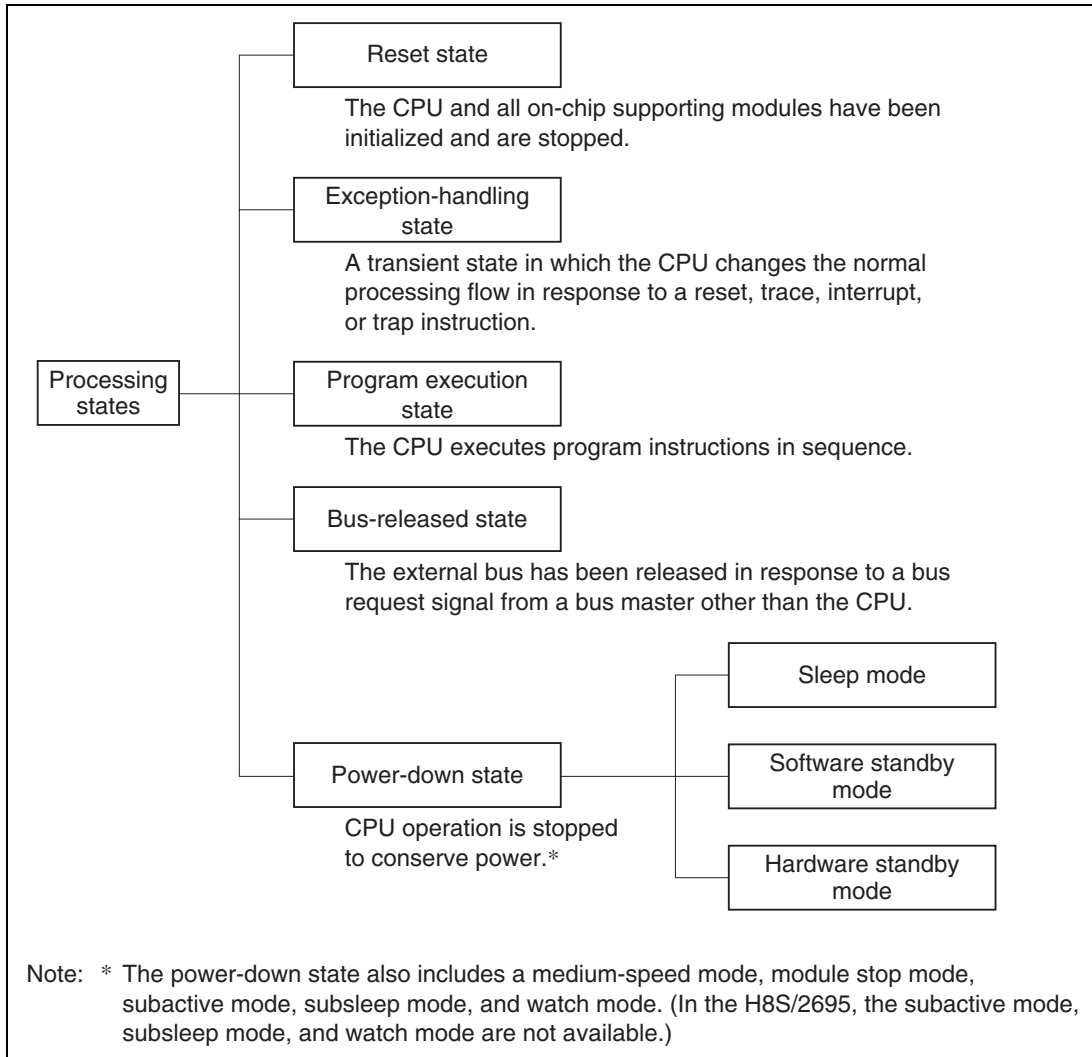 Reset state
The CPU and all on-chip supporting modules have been
initialized and are stopped.
Exception-handling
state
A transient state in which the CPU changes the normal
processing flow in response to a reset, trace, interrupt,
or trap instruction.
Processing
states
Program execution
state
The CPU executes program instructions in sequence.
Bus-released state
The external bus has been released in response to a bus
request signal from a bus master other than the CPU.
Power-down state
CPU operation is stopped
to conserve power.*
Sleep mode
Software standby
mode
Hardware standby
mode
Note: * The power-down state also includes a medium-speed mode, module stop mode,
subactive mode, subsleep mode, and watch mode. (In the H8S/2695, the subactive mode,
subsleep mode, and watch mode are not available.)